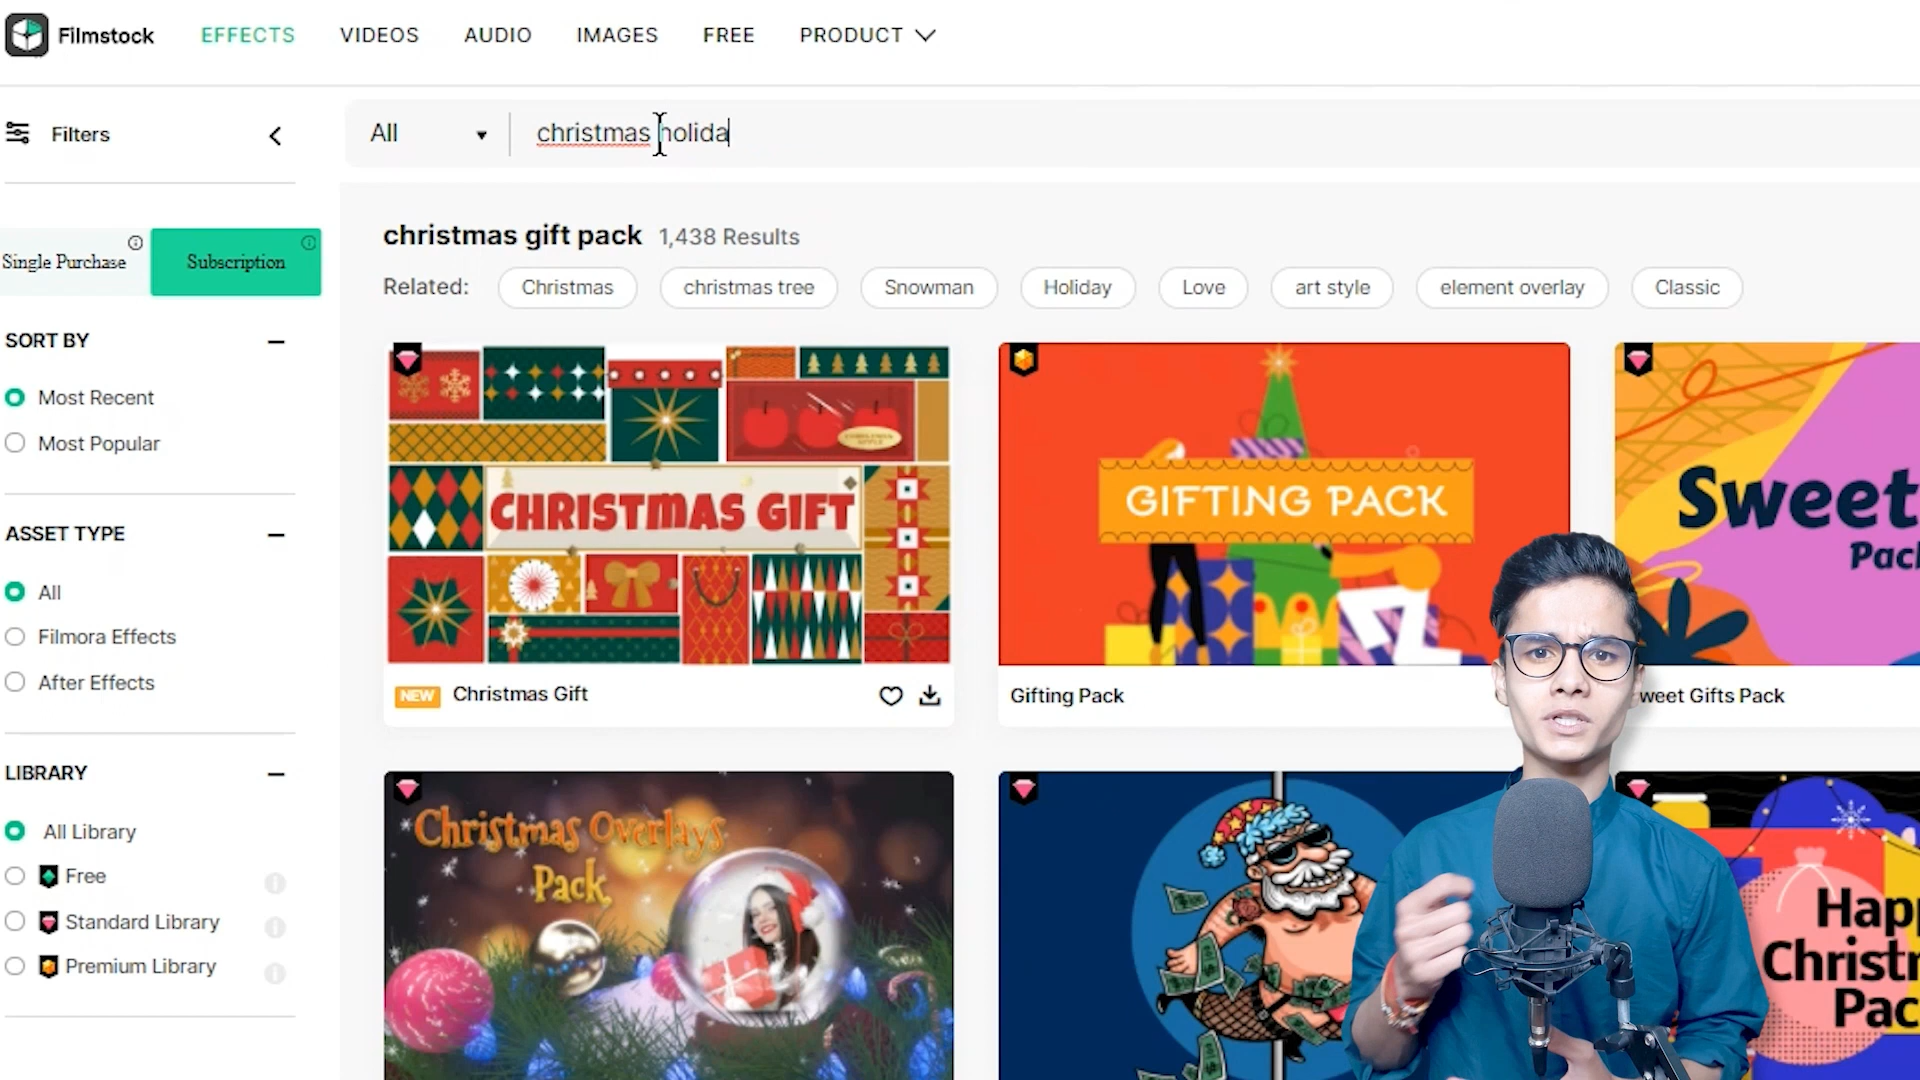 Filmstock EFFECTS VIDEOS AUDIO IMAGES FREE PRODUCT
Filters
All christmas holida
Single Purchase Subscription
christmas gift pack 1,438 Results
Related: Christmas christmas tree Snowman Holiday Love art style element overlay Classic
SORT BY
Most Recent
Most Popular
ASSET TYPE
All
Filmora Effects
After Effects
LIBRARY
All Library
Free
Standard Library
Premium Library
CHRISTMAS GIFT
NEW Christmas Gift
GIFTING PACK
Gifting Pack
Sweet
Pack
weet Gifts Pack
Christmas Overlays
Pack
Happ
Christm
Pac